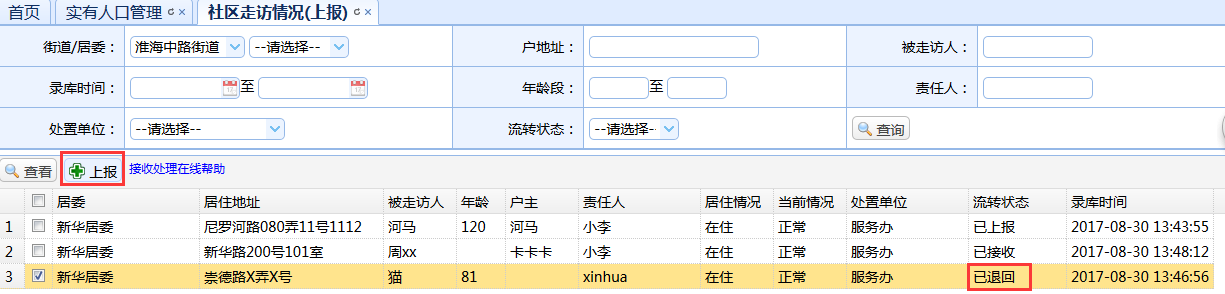 首页 实有人口管理 社区走访情况(上报)
街道/居委： 淮海中路街道 --请选择-- 户地址： 被走访人：
录库时间： 至 年龄段： 至 责任人：
处置单位： --请选择-- 流转状态： --请选择-- 查询
查看 上报 接收处理在线帮助
居委 居住地址 被走访人 年龄 户主 责任人 居住情况 当前情况 处置单位 流转状态 录库时间
1 新华居委 尼罗河路080弄11号1112 河马 120 河马 小李 在住 正常 服务办 已上报 2017-08-30 13:43:55
2 新华居委 新华路200号101室 周xx 卡卡卡 小李 在住 正常 服务办 已接收 2017-08-30 13:48:12
3 新华居委 崇德路X弄X号 猫 81 xinhua 在住 正常 服务办 已退回 2017-08-30 13:46:56